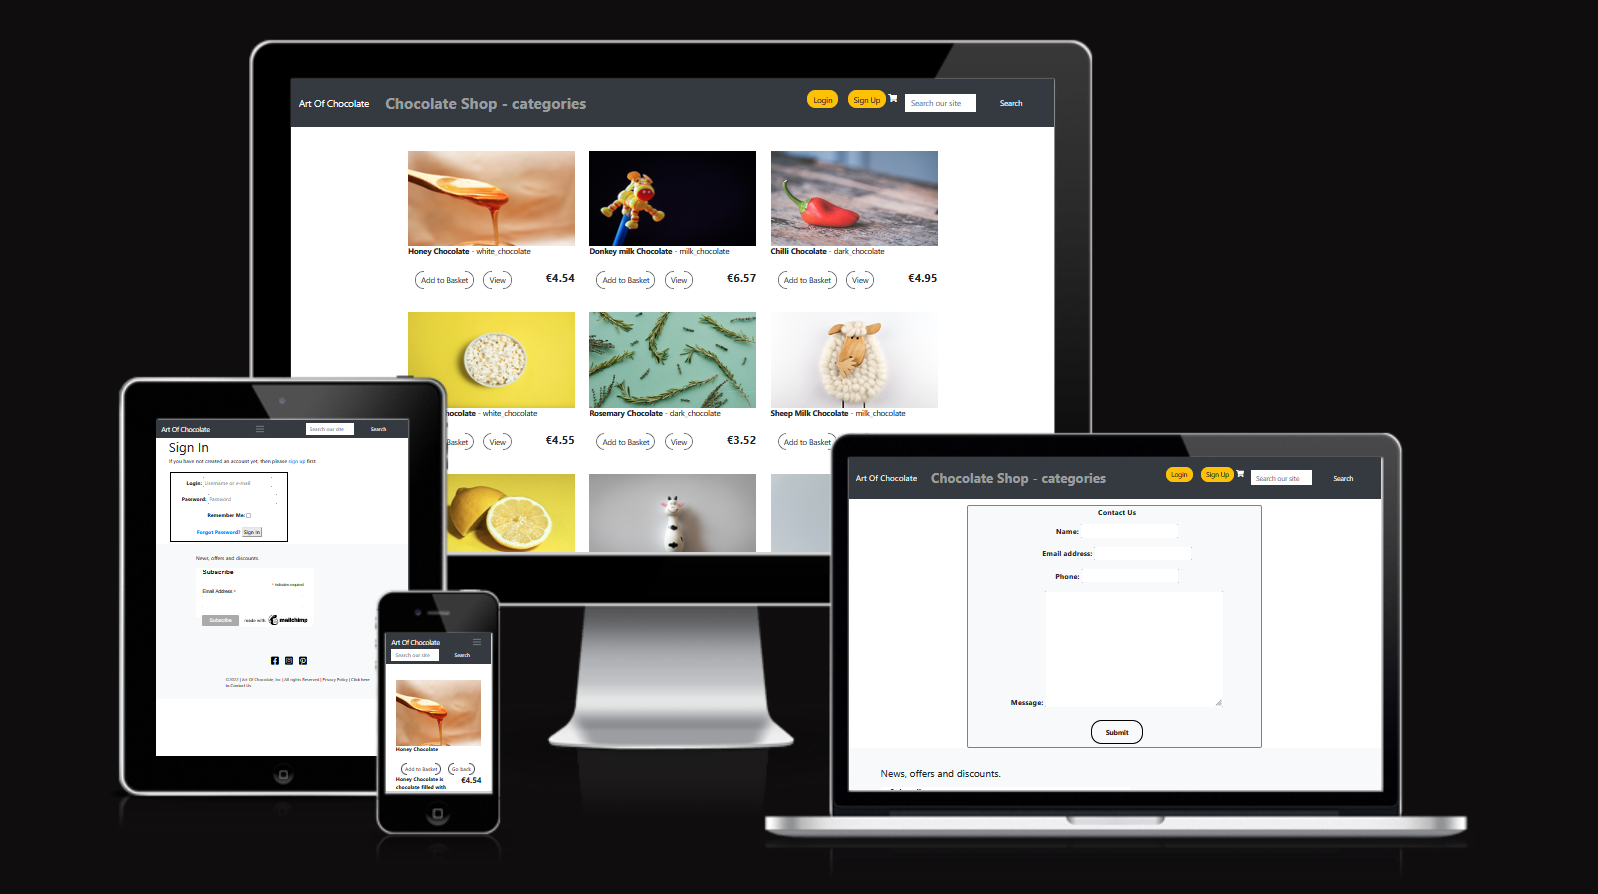 Art Of Chocolate Chocolate Shop - categories Login Sign Up Search our site Search
Honey Chocolate - white_chocolate
Donkey milk Chocolate - milk_chocolate
Chilli Chocolate - dark_chocolate
Add to Basket View €4.54
Add to Basket View €6.57
Add to Basket View €4.95
ocolate - white_chocolate
Rosemary Chocolate - dark_chocolate
Sheep Milk Chocolate - milk_chocolate
asket View €4.55
Add to Basket View €3.52
Add to Basket
Art Of Chocolate Search our site Search
Sign In
If you have not created an account yet, then please sign up first
Login: Username or e-mail
Password: Password
Remember Me:
Forgot Password? Sign In
News, offers and discounts.
Subscribe
* indicates required
Email Address *
Subscribe made with mailchimp
©2022 | Art Of Chocolate, Inc | All rights Reserved | Privacy Policy | Click here
to Contact Us
Art Of Chocolate
Search our site Search
Honey Chocolate
Add to Basket Go back
Honey Chocolate is €4.54
chocolate filled with
Art Of Chocolate Chocolate Shop - categories Login Sign Up Search our site Search
Contact Us
Name:
Email address:
Phone:
Message:
Submit
News, offers and discounts.